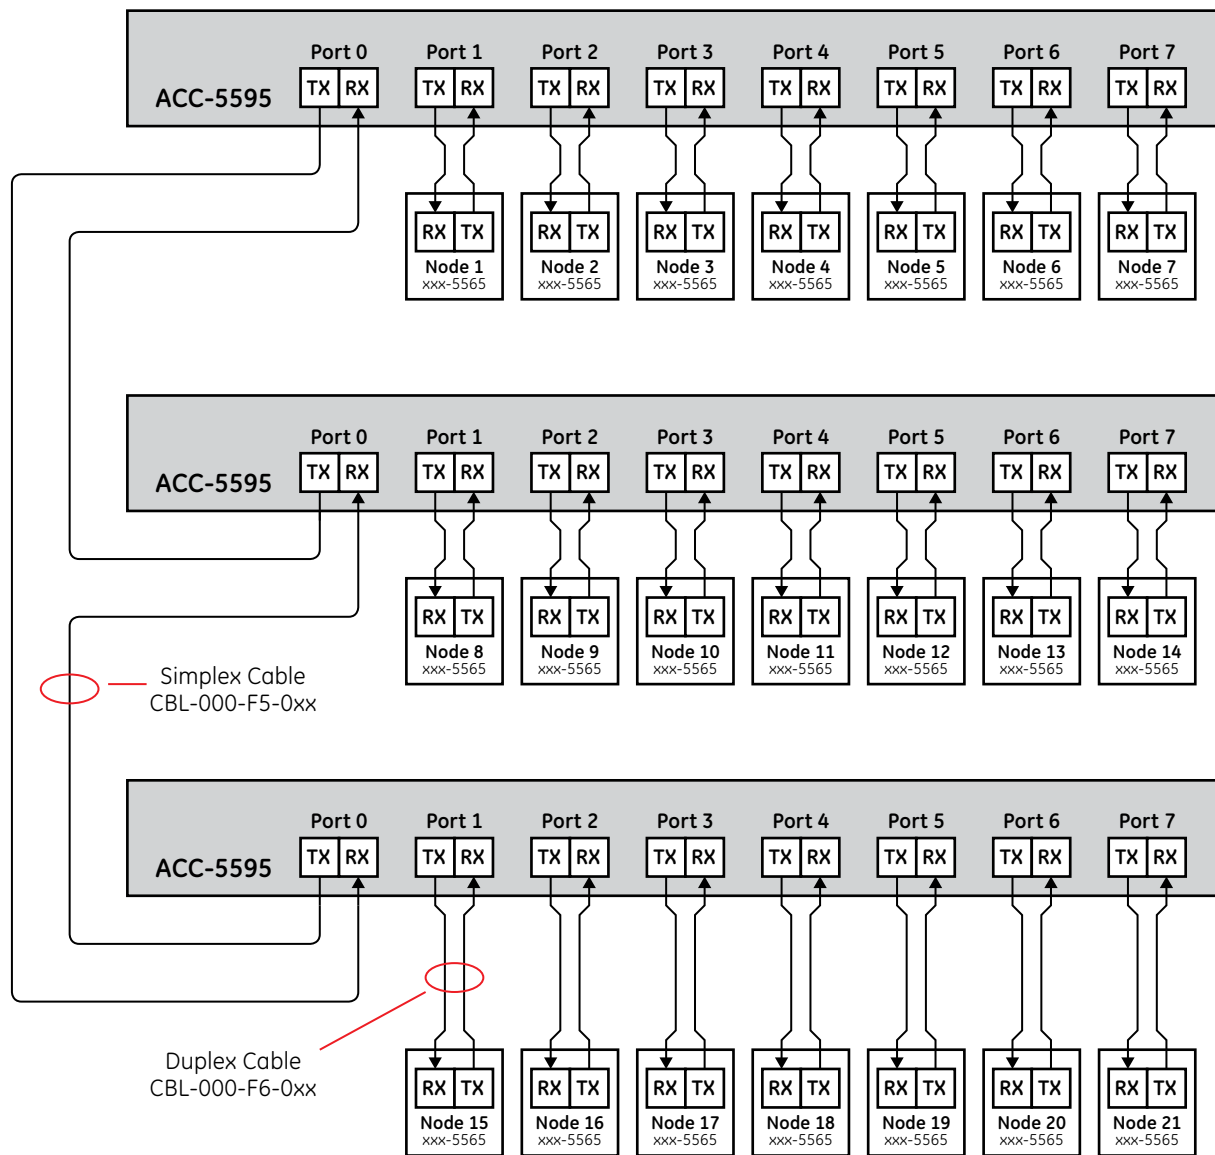 Port 0 Port 1 Port 2 Port 3 Port 4 Port 5 Port 6 Port 7
TX RX TX RX TX RX TX RX TX RX TX RX TX RX TX RX
ACC-5595
RX TX RX TX RX TX RX TX RX TX RX TX RX TX
Node 1 Node 2 Node 3 Node 4 Node 5 Node 6 Node 7
xxx-5565 xxx-5565 xxx-5565 xxx-5565 xxx-5565 xxx-5565 xxx-5565
Port 0 Port 1 Port 2 Port 3 Port 4 Port 5 Port 6 Port 7
TX RX TX RX TX RX TX RX TX RX TX RX TX RX TX RX
ACC-5595
RX TX RX TX RX TX RX TX RX TX RX TX RX TX
Node 8 Node 9 Node 10 Node 11 Node 12 Node 13 Node 14
xxx-5565 xxx-5565 xxx-5565 xxx-5565 xxx-5565 xxx-5565 xxx-5565
Simplex Cable
CBL-000-F5-0xx
Port 0 Port 1 Port 2 Port 3 Port 4 Port 5 Port 6 Port 7
TX RX TX RX TX RX TX RX TX RX TX RX TX RX TX RX
ACC-5595
Duplex Cable
CBL-000-F6-0xx
RX TX RX TX RX TX RX TX RX TX RX TX RX TX
Node 15 Node 16 Node 17 Node 18 Node 19 Node 20 Node 21
xxx-5565 xxx-5565 xxx-5565 xxx-5565 xxx-5565 xxx-5565 xxx-5565